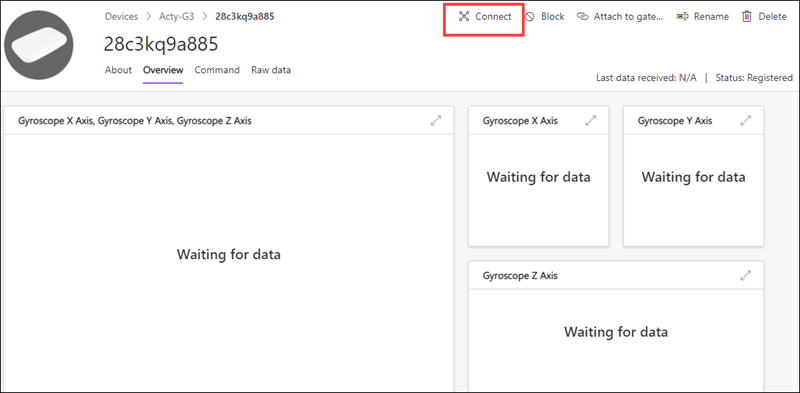 Devices > Acty-G3 > 28c3kq9a885
Connect Block Attach to gate... Rename Delete
28c3kq9a885
About Overview Command Raw data
Last data received: N/A | Status: Registered
Gyroscope X Axis, Gyroscope Y Axis, Gyroscope Z Axis
Waiting for data
Gyroscope X Axis
Waiting for data
Gyroscope Y Axis
Waiting for data
Gyroscope Z Axis
Waiting for data